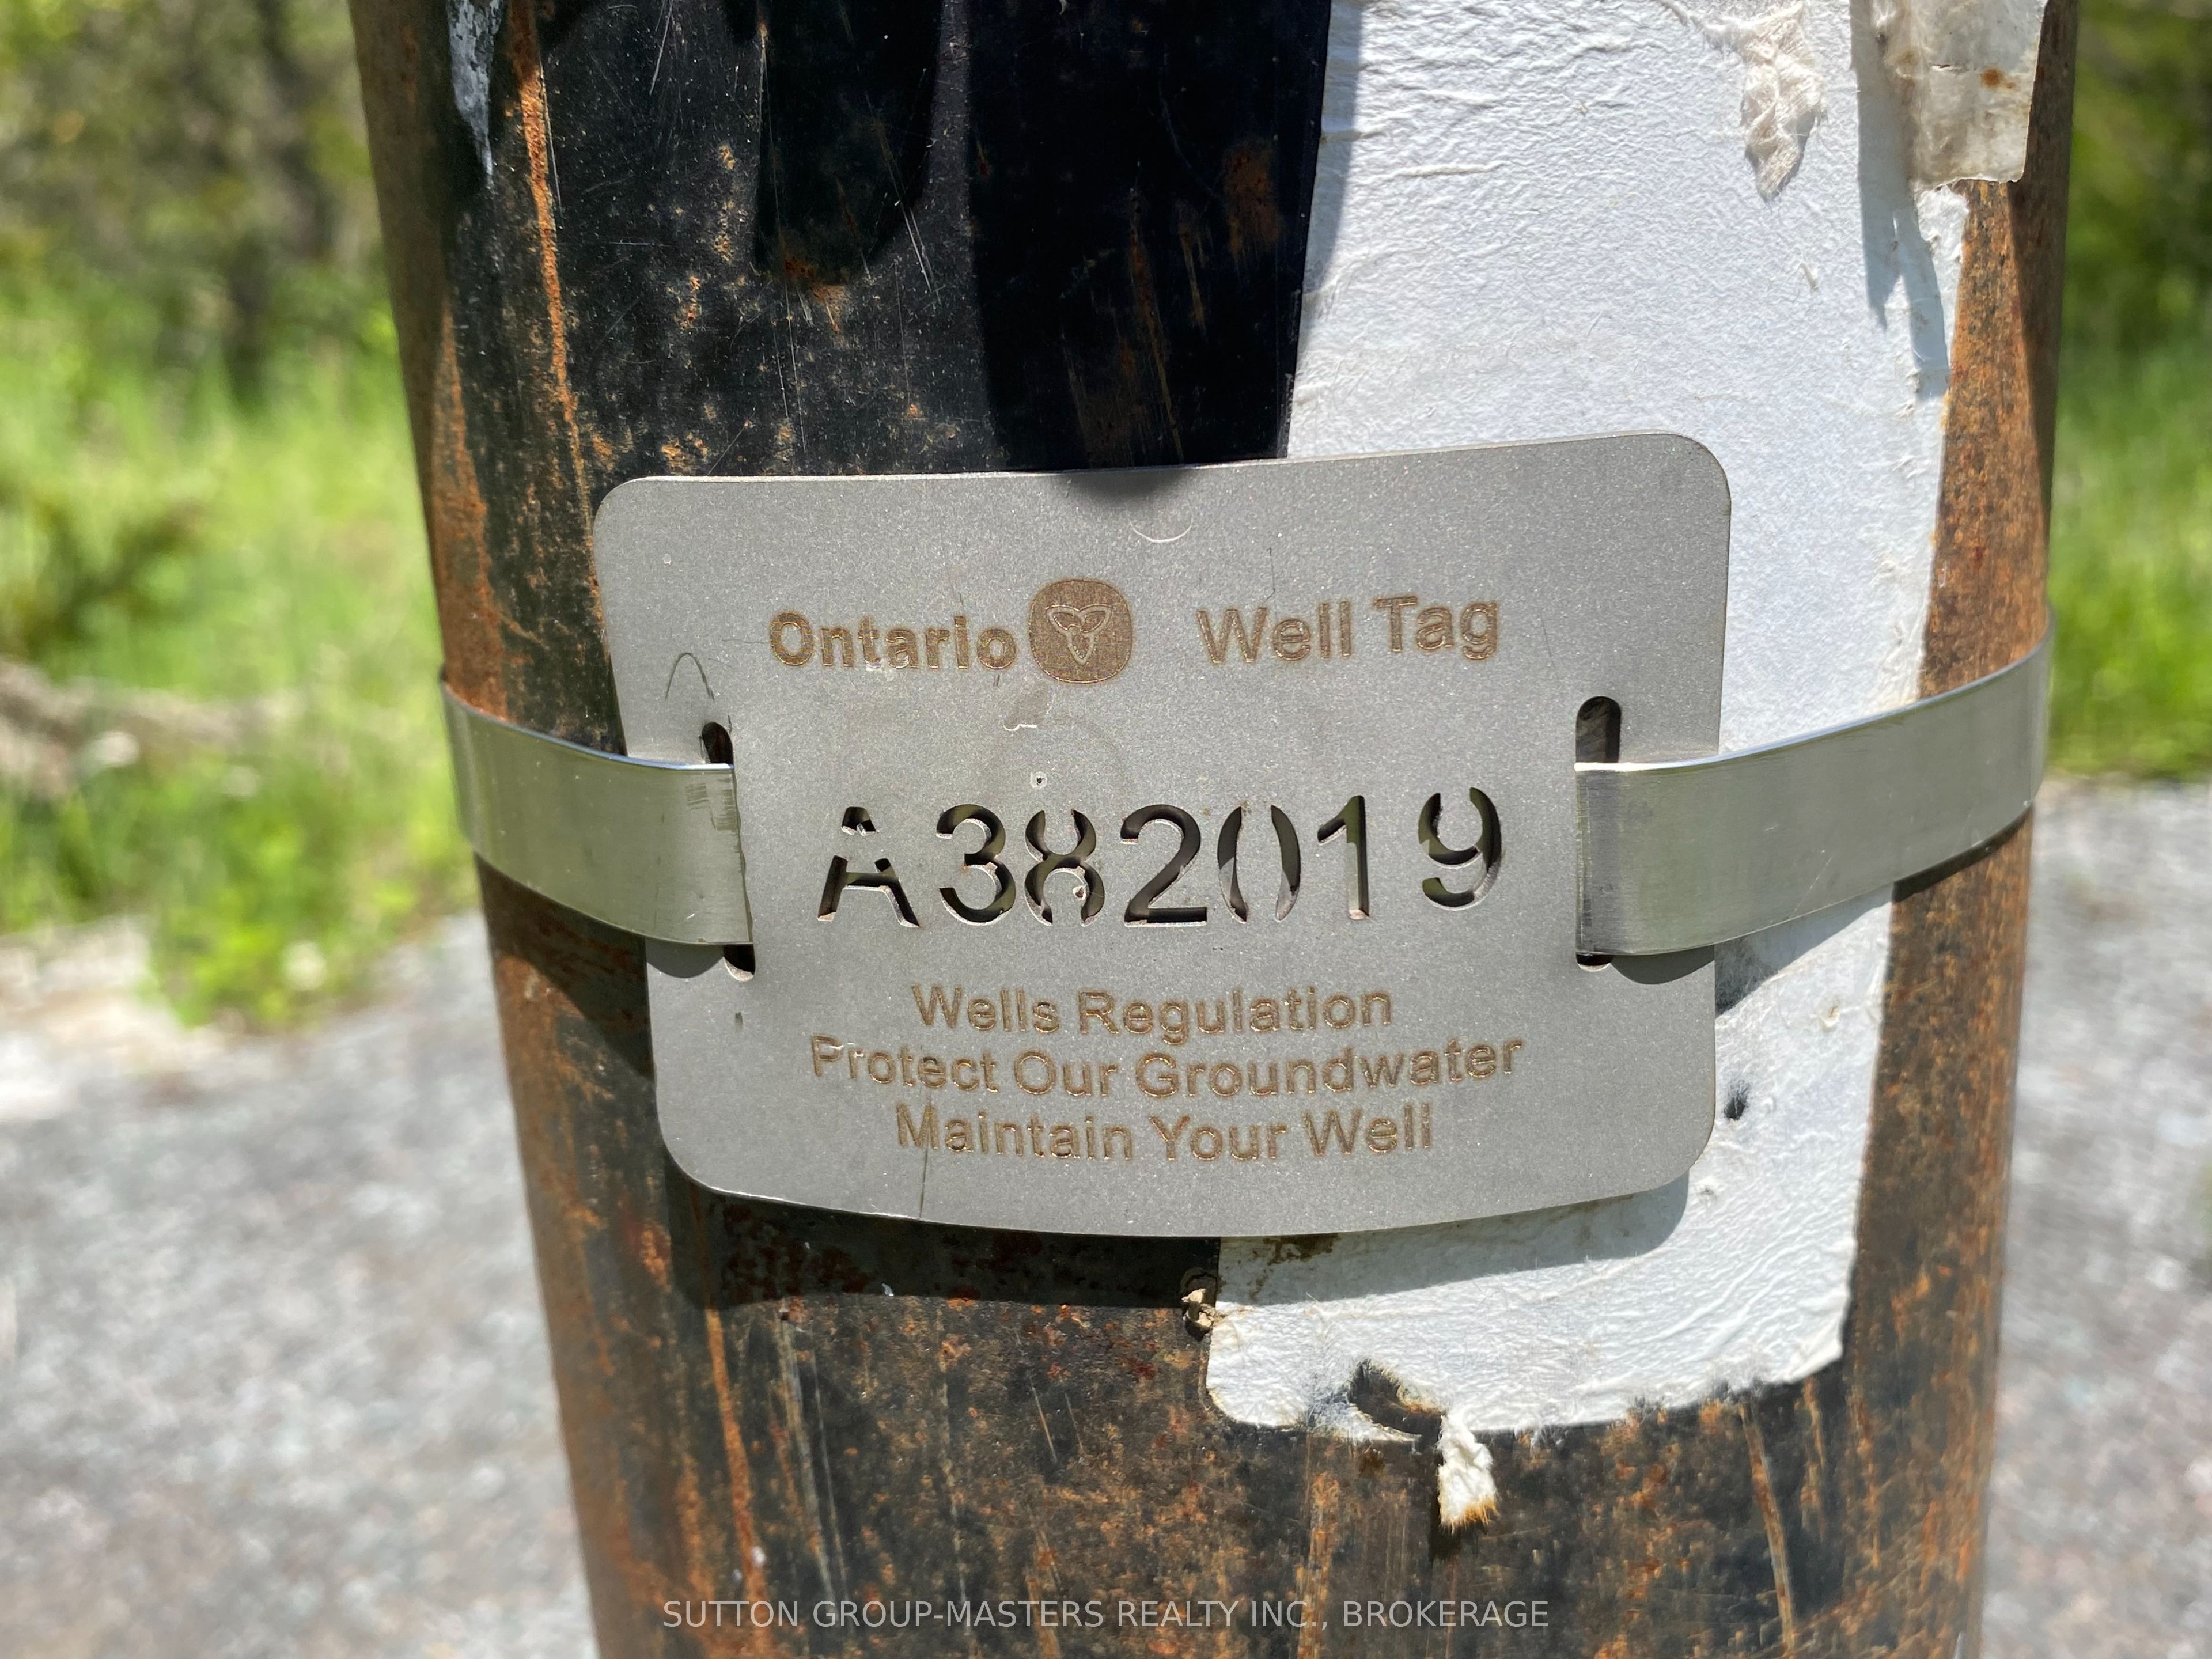 Ontario Well Tag
A382019
Wells Regulation
Protect Our Groundwater
Maintain Your Well
SUTTON GROUP-MASTERS REALTY INC., BROKERAGE